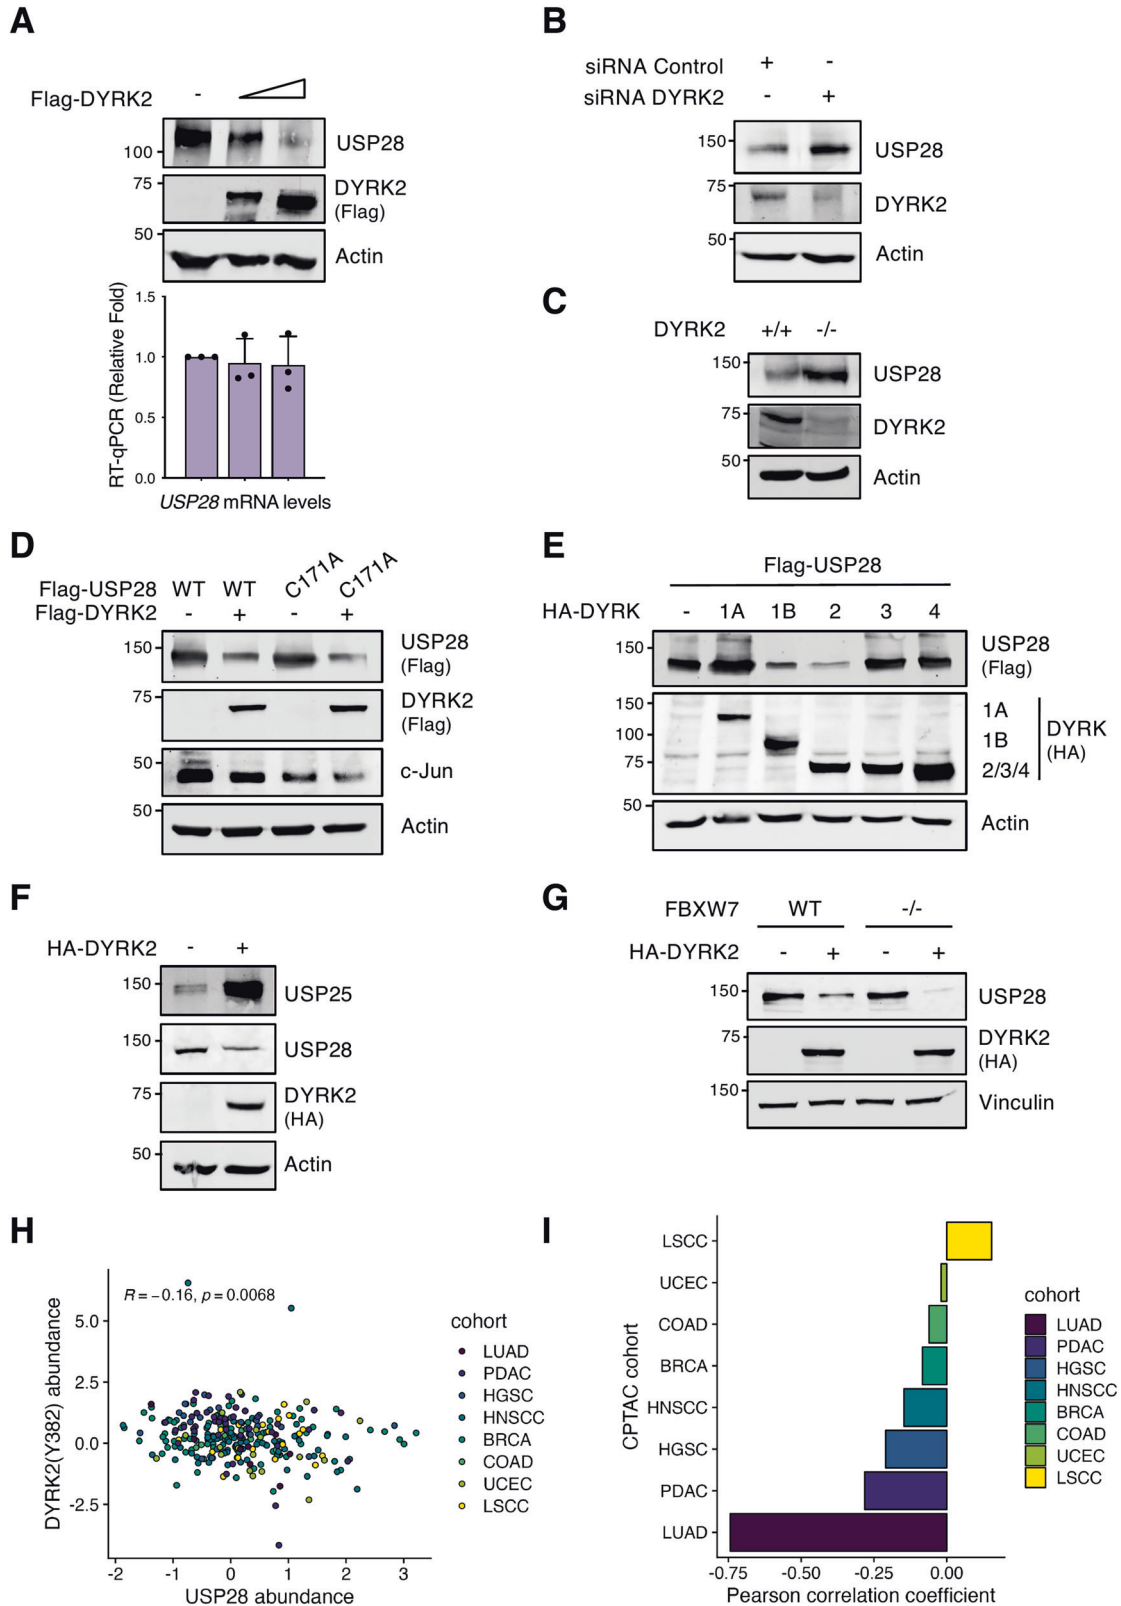 A
Flag-DYRK2 -
100 USP28
75 DYRK2
(Flag)
50 Actin
RT-qPCR (Relative Fold)
1.5
1.0
0.5
0.0
USP28 mRNA levels
B
siRNA Control + -
siRNA DYRK2 - +
150 USP28
75 DYRK2
50 Actin
C
DYRK2 +/+ -/-
150 USP28
75 DYRK2
50 Actin
D
Flag-USP28 WT WT C171A C171A
Flag-DYRK2 - + - +
150 USP28
(Flag)
75 DYRK2
(Flag)
50 c-Jun
50 Actin
E
Flag-USP28
HA-DYRK - 1A 1B 2 3 4
150 USP28
(Flag)
150 1A
100 1B
75 2/3/4
DYRK
(HA)
50 Actin
F
HA-DYRK2 - +
150 USP25
150 USP28
75 DYRK2
(HA)
50 Actin
G
FBXW7 WT -/-
HA-DYRK2 - + - +
150 USP28
75 DYRK2
(HA)
150 Vinculin
H
R = −0.16, p = 0.0068
DYRK2(Y382) abundance
5.0
2.5
0.0
-2.5
-2 -1 0 1 2 3
USP28 abundance
cohort
LUAD
PDAC
HGSC
HNSCC
BRCA
COAD
UCEC
LSCC
I
CPTAC cohort
LSCC
UCEC
COAD
BRCA
HNSCC
HGSC
PDAC
LUAD
-0.75 -0.50 -0.25 0.00
Pearson correlation coefficient
cohort
LUAD
PDAC
HGSC
HNSCC
BRCA
COAD
UCEC
LSCC